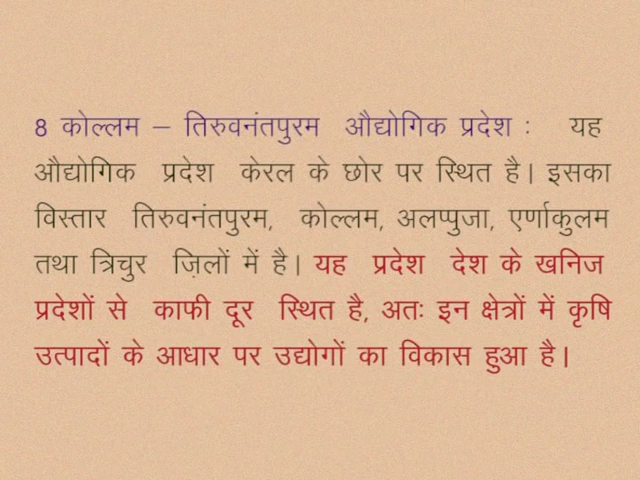 8 कोल्लम – तिरुवनंतपुरम औद्योगिक प्रदेश : यह
औद्योगिक प्रदेश केरल के छोर पर स्थित है। इसका
विस्तार तिरुवनंतपुरम, कोल्लम, अलप्पुजा, एर्णाकुलम
तथा त्रिचुर ज़िलों में है। यह प्रदेश देश के खनिज
प्रदेशों से काफी दूर स्थित है, अतः इन क्षेत्रों में कृषि
उत्पादों के आधार पर उद्योगों का विकास हुआ है।